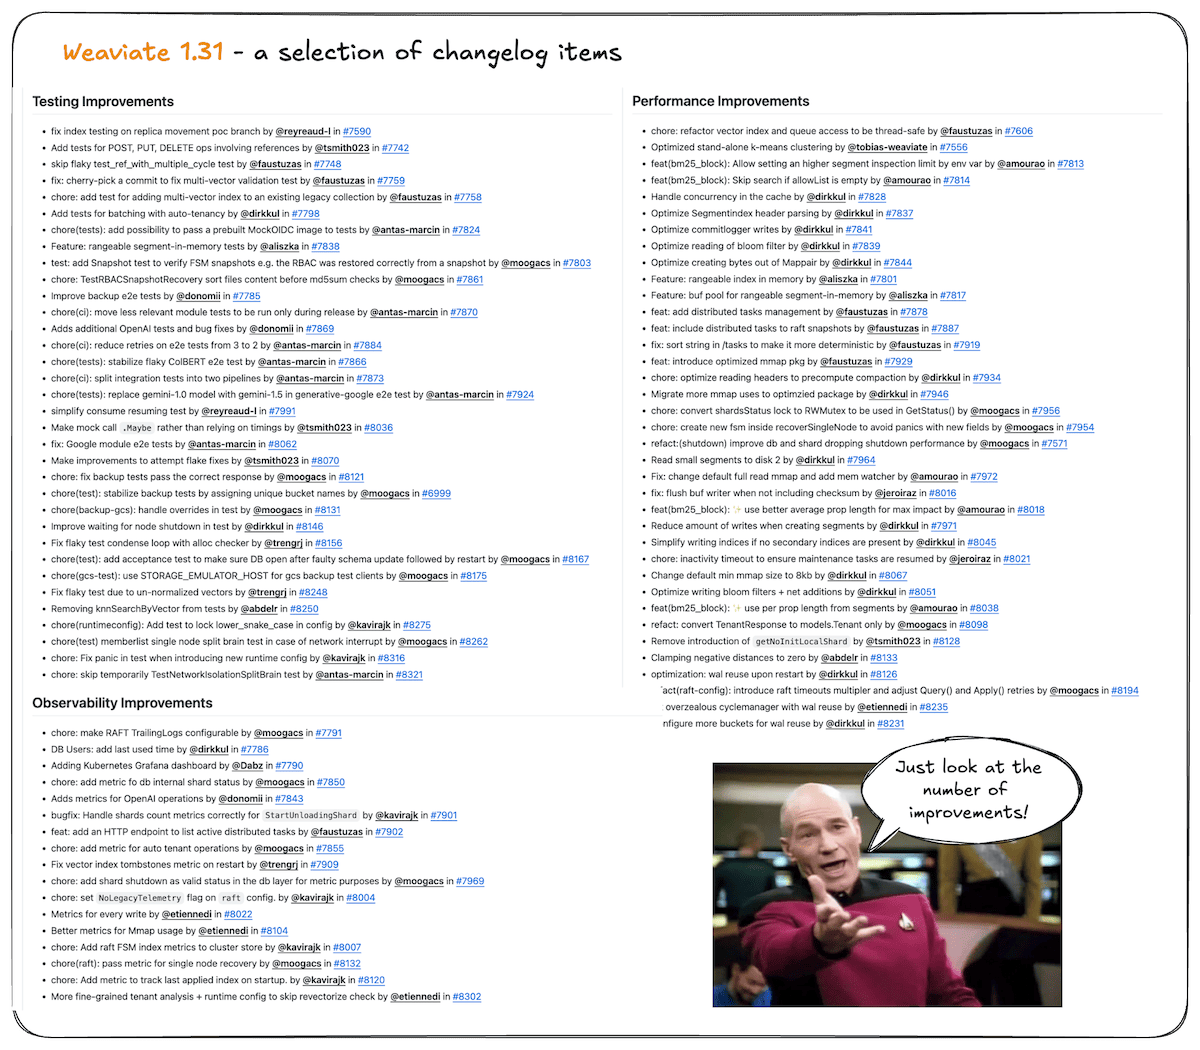 Weaviate 1.31 - a selection of changelog items
Testing Improvements
• fix index testing on replica movement poc branch by @reyreaud-l in #7590
• Add tests for POST, PUT, DELETE ops involving references by @tsmith023 in #7742
• skip flaky test_ref_with_multiple_cycle test by @faustuzas in #7748
• fix: cherry-pick a commit to fix multi-vector validation test by @faustuzas in #7759
• chore: add test for adding multi-vector index to an existing legacy collection by @faustuzas in #7758
• Add tests for batching with auto-tenancy by @dirkkul in #7798
• chore(tests): add possibility to pass a prebuilt MockOIDC image to tests by @antas-marcin in #7824
• Feature: rangeable segment-in-memory tests by @aliszka in #7838
• test: add Snapshot test to verify FSM snapshots e.g. the RBAC was restored correctly from a snapshot by @moogacs in #7803
• chore: TestRBACSnapshotRecovery sort files content before md5sum checks by @moogacs in #7861
• Improve backup e2e tests by @donomii in #7785
• chore(ci): move less relevant module tests to be run only during release by @antas-marcin in #7870
• Adds additional OpenAI tests and bug fixes by @donomii in #7869
• chore(ci): reduce retries on e2e tests from 3 to 2 by @antas-marcin in #7884
• chore(tests): stabilize flaky ColBERT e2e test by @antas-marcin in #7866
• chore(ci): split integration tests into two pipelines by @antas-marcin in #7873
• chore(tests): replace gemini-1.0 model with gemini-1.5 in generative-google e2e test by @antas-marcin in #7924
• simplify consume resuming test by @reyreaud-l in #7991
• Make mock call .Maybe rather than relying on timings by @tsmith023 in #8036
• fix: Google module e2e tests by @antas-marcin in #8062
• Make improvements to attempt flake fixes by @tsmith023 in #8070
• chore: fix backup tests pass the correct response by @moogacs in #8121
• chore(test): stabilize backup tests by assigning unique bucket names by @moogacs in #6999
• chore(backup-gcs): handle overrides in test by @moogacs in #8131
• Improve waiting for node shutdown in test by @dirkkul in #8146
• Fix flaky test condense loop with alloc checker by @trengrj in #8156
• chore(test): add acceptance test to make sure DB open after faulty schema update followed by restart by @moogacs in #8167
• chore(gcs-test): use STORAGE_EMULATOR_HOST for gcs backup test clients by @moogacs in #8175
• Fix flaky test due to un-normalized vectors by @trengrj in #8248
• Removing knnSearchByVector from tests by @abdelr in #8250
• chore(runtimeconfig): Add test to lock lower_snake_case in config by @kavirajk in #8275
• chore(test) memberlist single node split brain test in case of network interrupt by @moogacs in #8262
• chore: Fix panic in test when introducing new runtime config by @kavirajk in #8316
• chore: skip temporarily TestNetworkIsolationSplitBrain test by @antas-marcin in #8321
Observability Improvements
• chore: make RAFT TrailingLogs configurable by @moogacs in #7791
• DB Users: add last used time by @dirkkul in #7786
• Adding Kubernetes Grafana dashboard by @Dabz in #7790
• chore: add metric fo db internal shard status by @moogacs in #7850
• Adds metrics for OpenAI operations by @donomii in #7843
• bugfix: Handle shards count metrics correctly for StartUnloadingShard by @kavirajk in #7901
• feat: add an HTTP endpoint to list active distributed tasks by @faustuzas in #7902
• chore: add metric for auto tenant operations by @moogacs in #7855
• Fix vector index tombstones metric on restart by @trengrj in #7909
• chore: add shard shutdown as valid status in the db layer for metric purposes by @moogacs in #7969
• chore: set NoLegacyTelemetry flag on raft config. by @kavirajk in #8004
• Metrics for every write by @etiennedi in #8022
• Better metrics for Mmap usage by @etiennedi in #8104
• chore: Add raft FSM index metrics to cluster store by @kavirajk in #8007
• chore(raft): pass metric for single node recovery by @moogacs in #8132
• chore: Add metric to track last applied index on startup. by @kavirajk in #8120
• More fine-grained tenant analysis + runtime config to skip revectorize check by @etiennedi in #8302
Performance Improvements
• chore: refactor vector index and queue access to be thread-safe by @faustuzas in #7606
• Optimized stand-alone k-means clustering by @tobias-weaviate in #7556
• feat(bm25_block): Allow setting an higher segment inspection limit by env var by @amourao in #7813
• feat(bm25_block): Skip search if allowList is empty by @amourao in #7814
• Handle concurrency in the cache by @dirkkul in #7828
• Optimize Segmentindex header parsing by @dirkkul in #7837
• Optimize commitlogger writes by @dirkkul in #7841
• Optimize reading of bloom filter by @dirkkul in #7839
• Optimize creating bytes out of Mappair by @dirkkul in #7844
• Feature: rangeable index in memory by @aliszka in #7801
• Feature: buf pool for rangeable segment-in-memory by @aliszka in #7817
• feat: add distributed tasks management by @faustuzas in #7878
• feat: include distributed tasks to raft snapshots by @faustuzas in #7887
• fix: sort string in /tasks to make it more deterministic by @faustuzas in #7919
• feat: introduce optimized mmap pkg by @faustuzas in #7929
• chore: optimize reading headers to precompute compaction by @dirkkul in #7934
• Migrate more mmap uses to optimzied package by @dirkkul in #7946
• chore: convert shardsStatus lock to RWMutex to be used in GetStatus() by @moogacs in #7956
• chore: create new fsm inside recoverSingleNode to avoid panics with new fields by @moogacs in #7954
• refact:(shutdown) improve db and shard dropping shutdown performance by @moogacs in #7571
• Read small segments to disk 2 by @dirkkul in #7964
• Fix: change default full read mmap and add mem watcher by @amourao in #7972
• fix: flush buf writer when not including checksum by @jeroiraz in #8016
• feat(bm25_block): ✨ use better average prop length for max impact by @amourao in #8018
• Reduce amount of writes when creating segments by @dirkkul in #7971
• Simplify writing indices if no secondary indices are present by @dirkkul in #8045
• chore: inactivity timeout to ensure maintenance tasks are resumed by @jeroiraz in #8021
• Change default min mmap size to 8kb by @dirkkul in #8067
• Optimize writing bloom filters + net additions by @dirkkul in #8051
• feat(bm25_block): ✨ use per prop length from segments by @amourao in #8038
• refact: convert TenantResponse to models.Tenant only by @moogacs in #8098
• Remove introduction of getNoInitLocalShard by @tsmith023 in #8128
• Clamping negative distances to zero by @abdelr in #8133
• optimization: wal reuse upon restart by @dirkkul in #8126
act(raft-config): introduce raft timeouts multipler and adjust Query() and Apply() retries by @moogacs in #8194
overzealous cyclemanager with wal reuse by @etiennedi in #8235
nfigure more buckets for wal reuse by @dirkkul in #8231
Just look at the
number of
improvements!